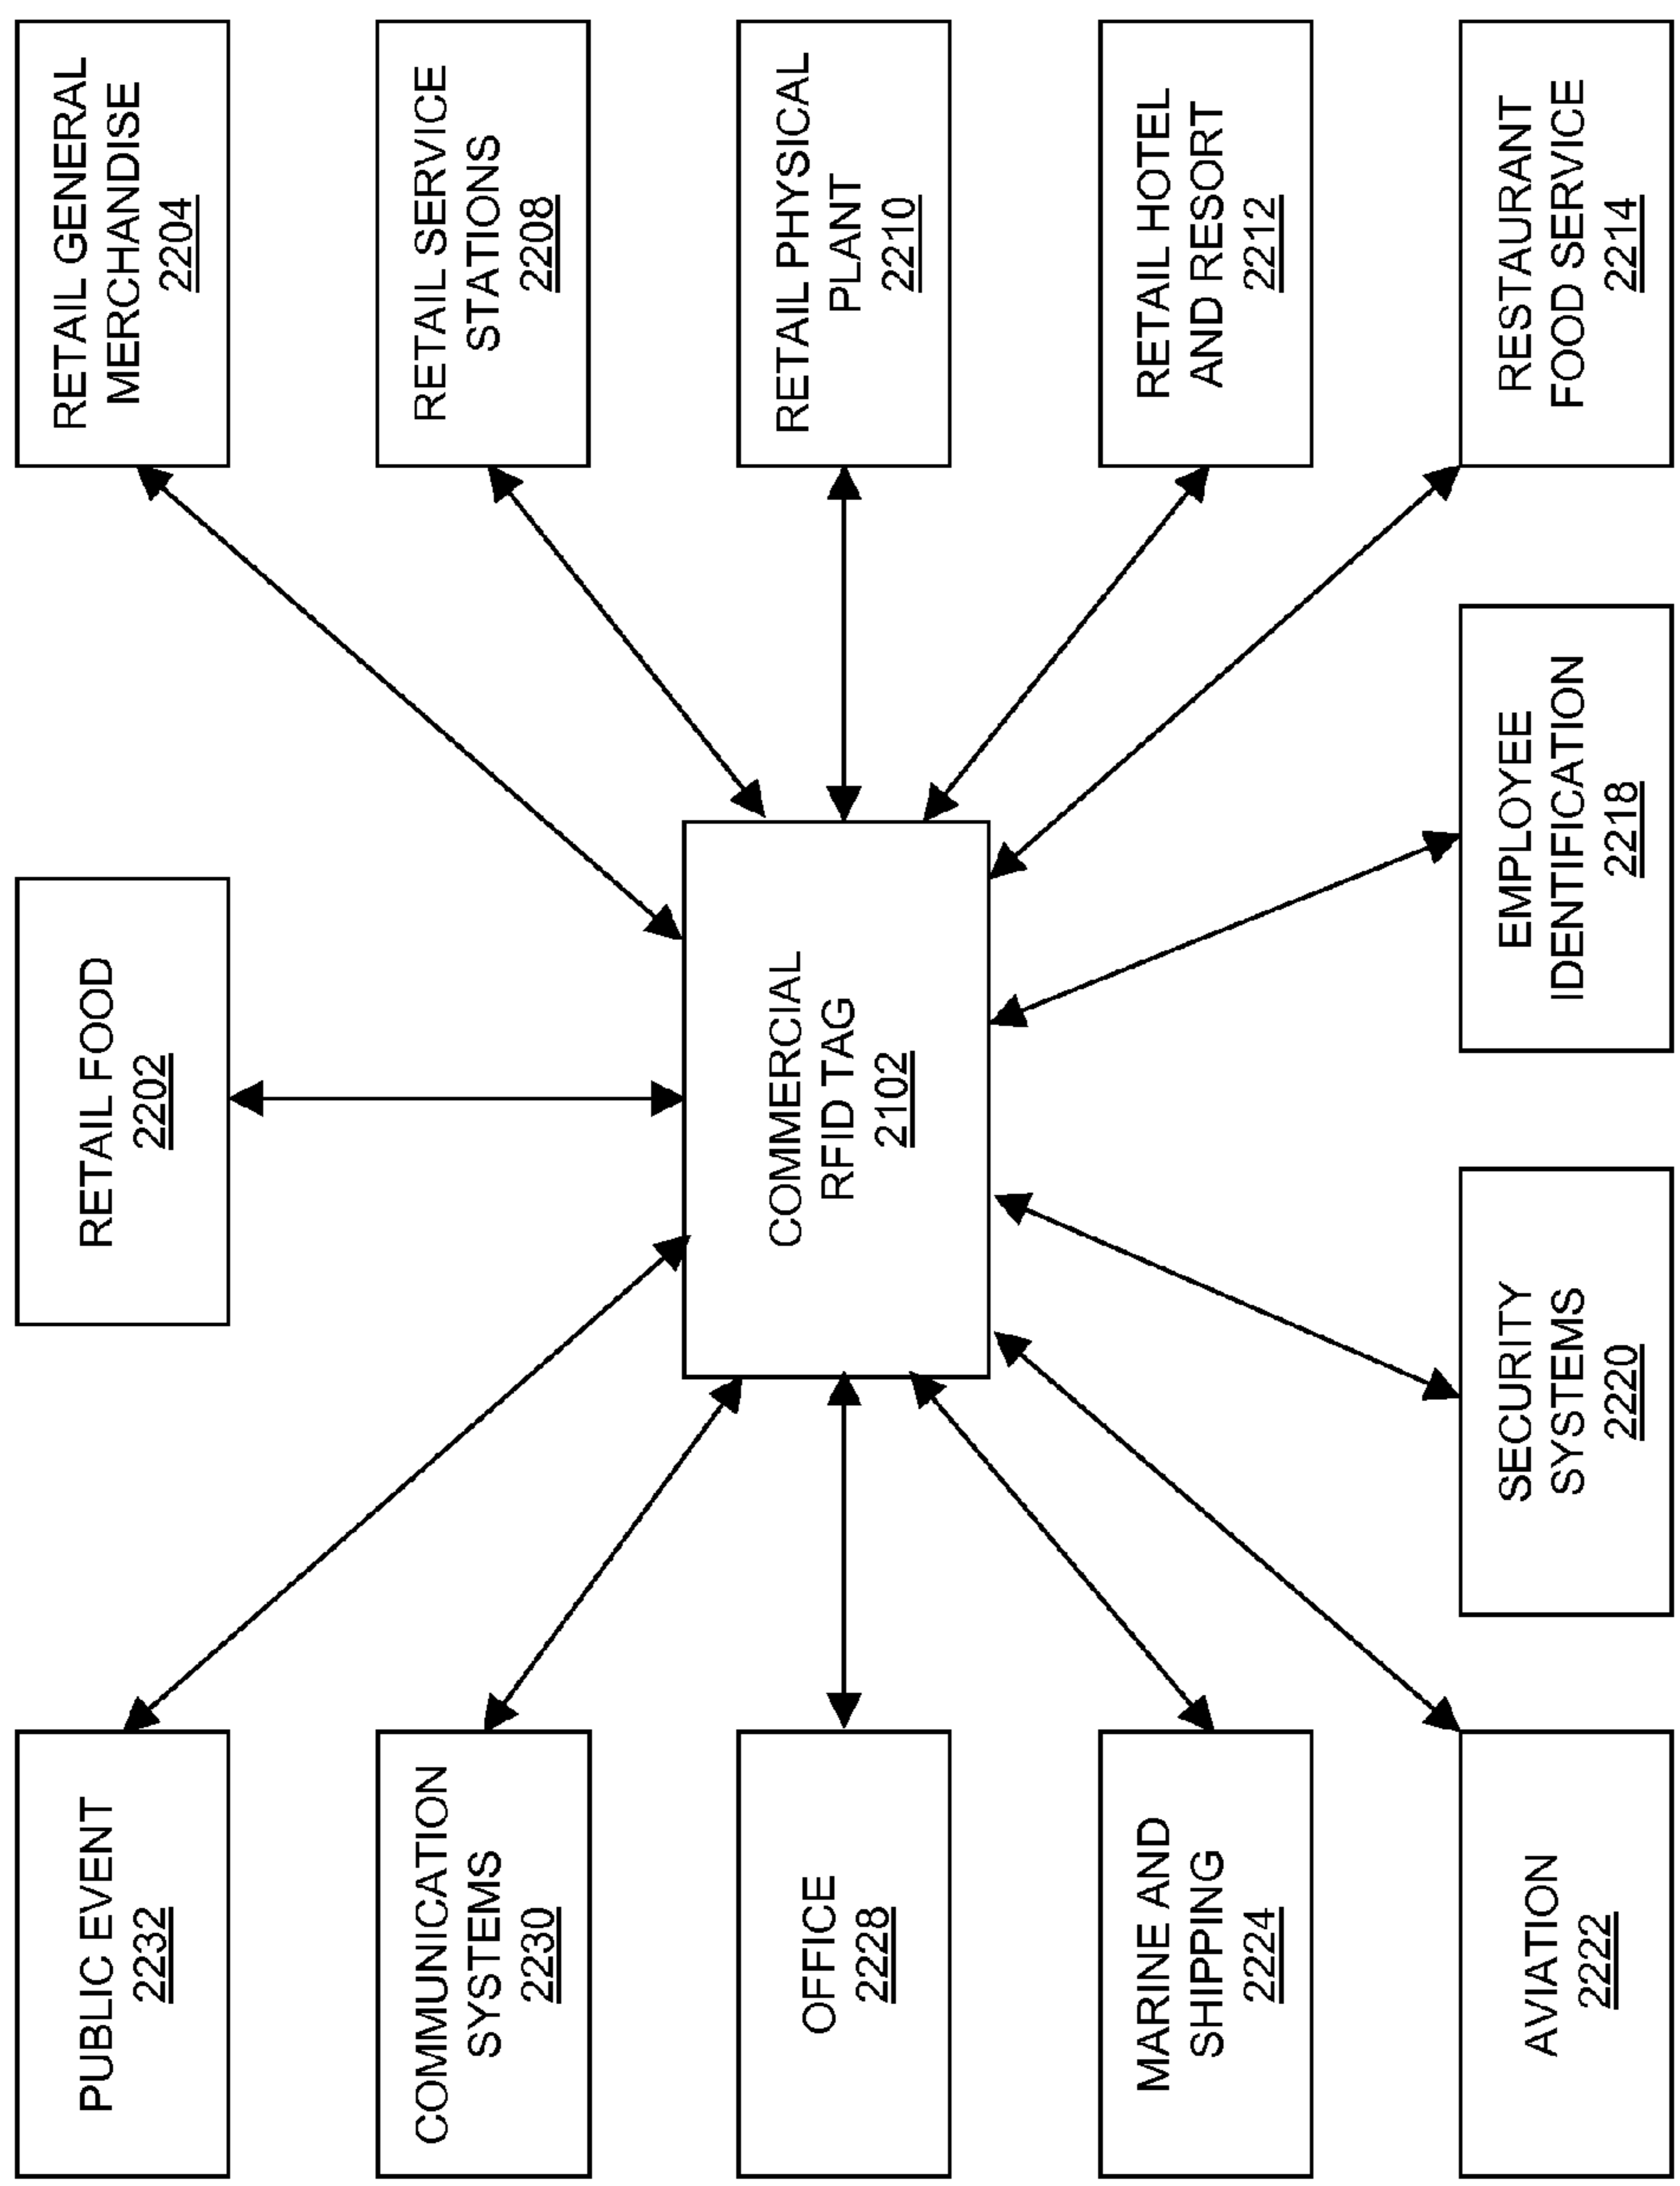 PUBLIC EVENT
2232
RETAIL FOOD
2202
RETAIL GENERAL
MERCHANDISE
2204
COMMUNICATION
SYSTEMS
2230
RETAIL SERVICE
STATIONS
2208
OFFICE
2228
COMMERCIAL
RFID TAG
2102
RETAIL PHYSICAL
PLANT
2210
MARINE AND
SHIPPING
2224
RETAIL HOTEL
AND RESORT
2212
AVIATION
2222
SECURITY
SYSTEMS
2220
EMPLOYEE
IDENTIFICATION
2218
RESTAURANT
FOOD SERVICE
2214